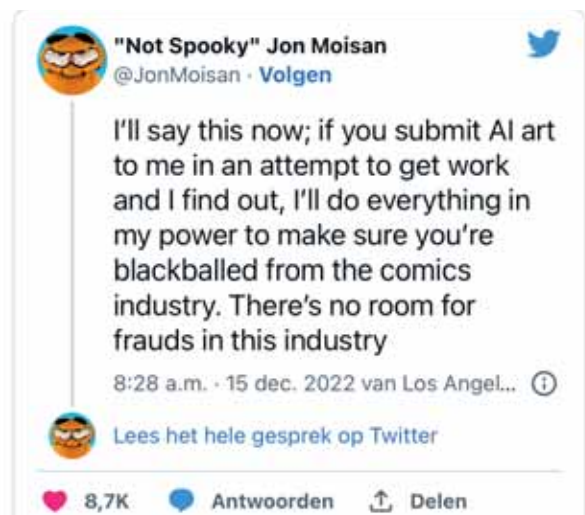 "Not Spooky" Jon Moisan
@JonMoisan · Volgen
I'll say this now; if you submit AI art
to me in an attempt to get work
and I find out, I'll do everything in
my power to make sure you're
blackballed from the comics
industry. There's no room for
frauds in this industry
8:28 a.m. · 15 dec. 2022 van Los Angel...
Lees het hele gesprek op Twitter
8,7K Antwoorden Delen